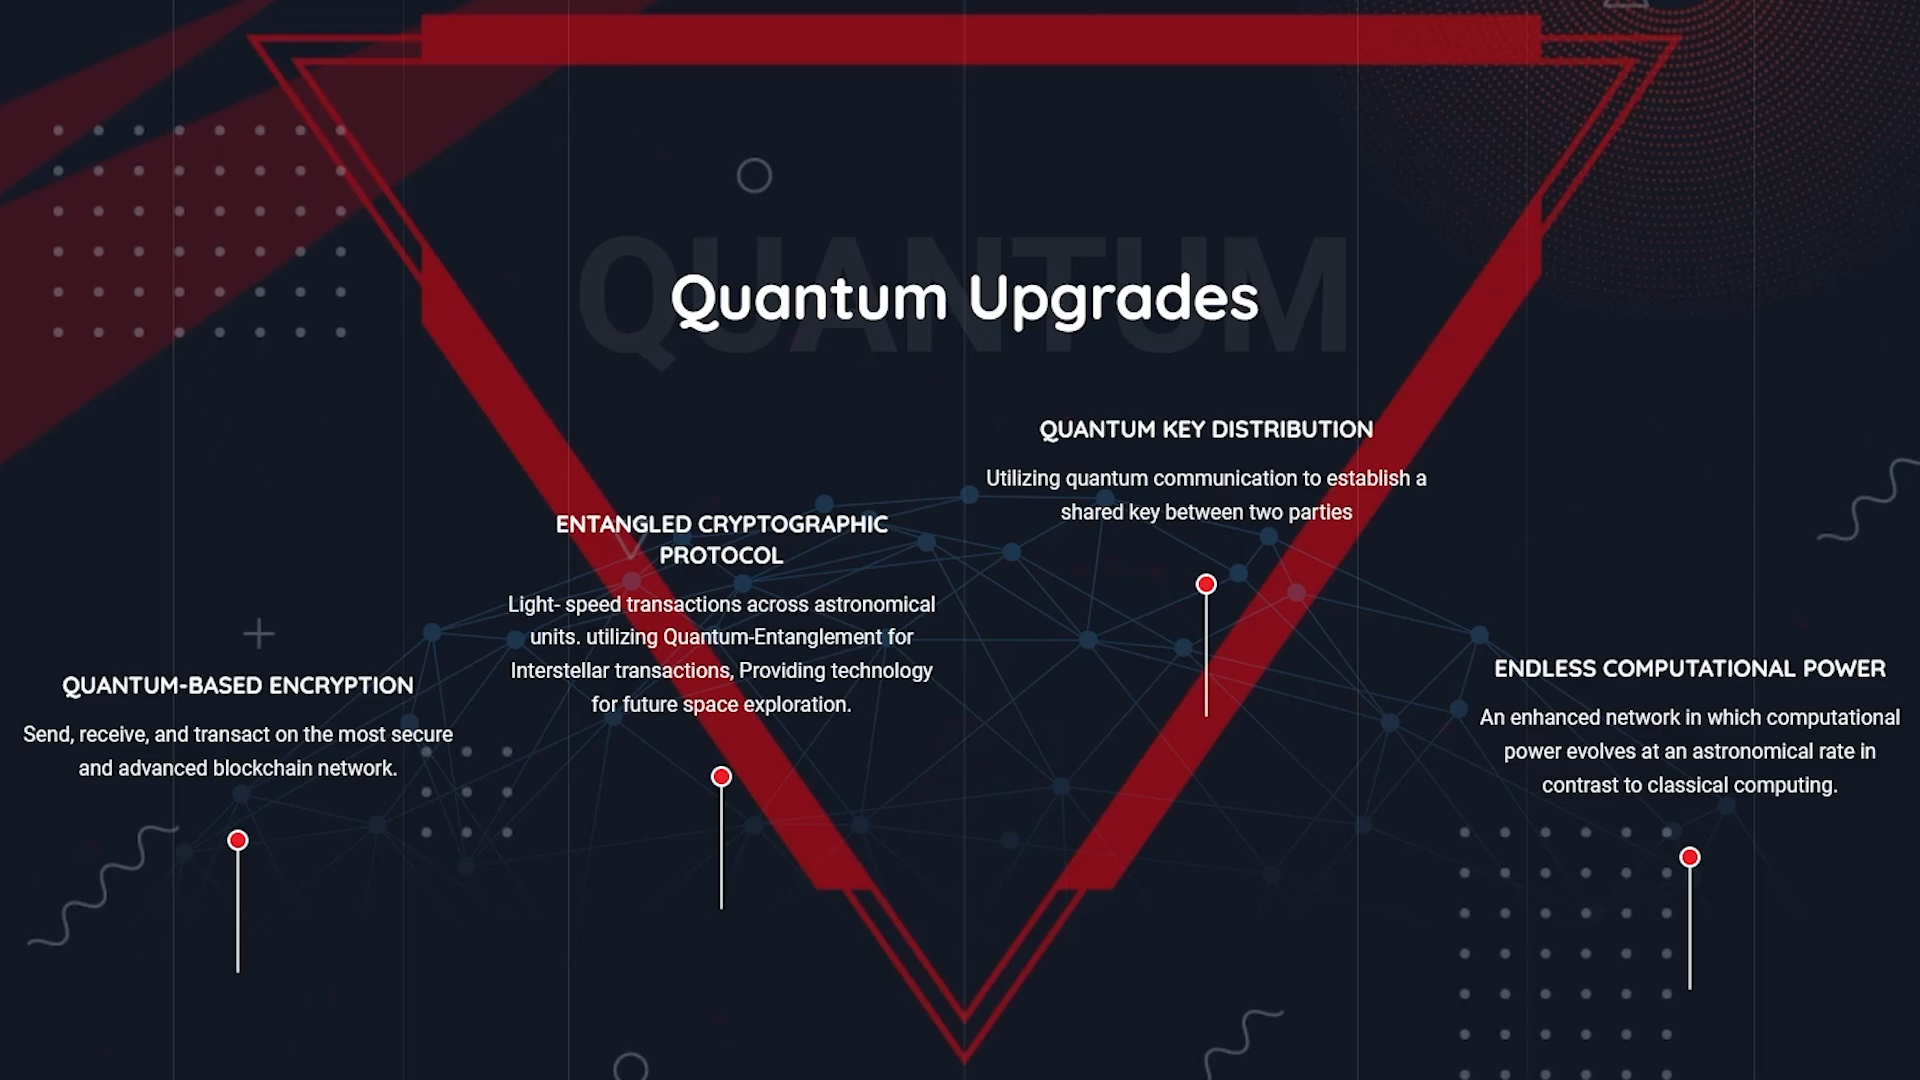 QUANTUM
Quantum Upgrades
QUANTUM-BASED ENCRYPTION
Send, receive, and transact on the most secure
and advanced blockchain network.
ENTANGLED CRYPTOGRAPHIC
PROTOCOL
Light- speed transactions across astronomical
units. utilizing Quantum-Entanglement for
Interstellar transactions, Providing technology
for future space exploration.
QUANTUM KEY DISTRIBUTION
Utilizing quantum communication to establish a
shared key between two parties
ENDLESS COMPUTATIONAL POWER
An enhanced network in which computational
power evolves at an astronomical rate in
contrast to classical computing.